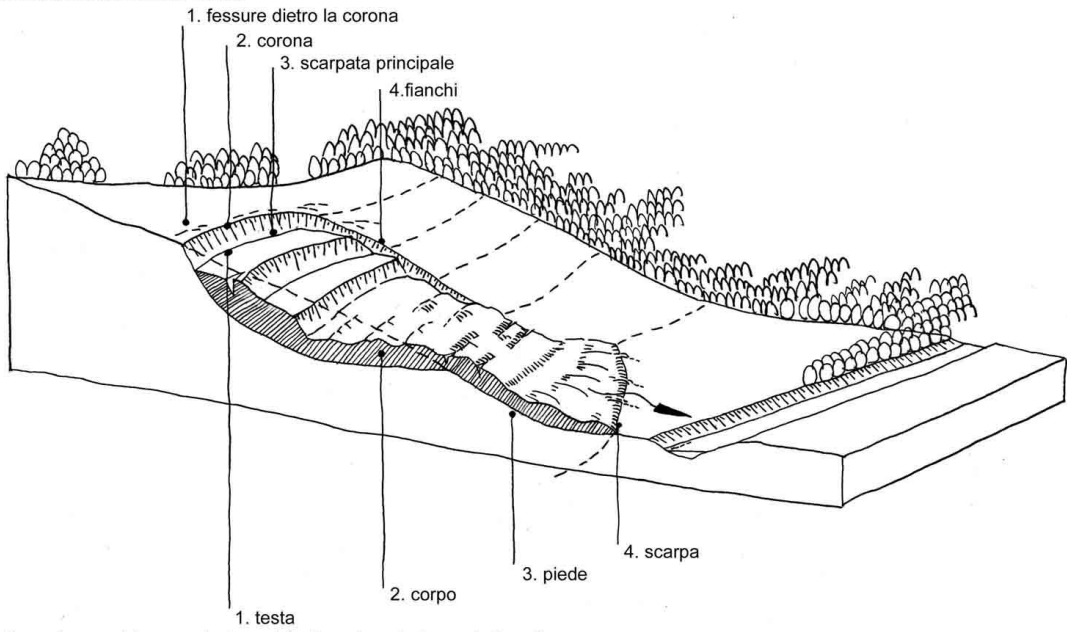 1. fessure dietro la corona
2. corona
3. scarpata principale
4.fianchi
4. scarpa
3. piede
2. corpo
1. testa